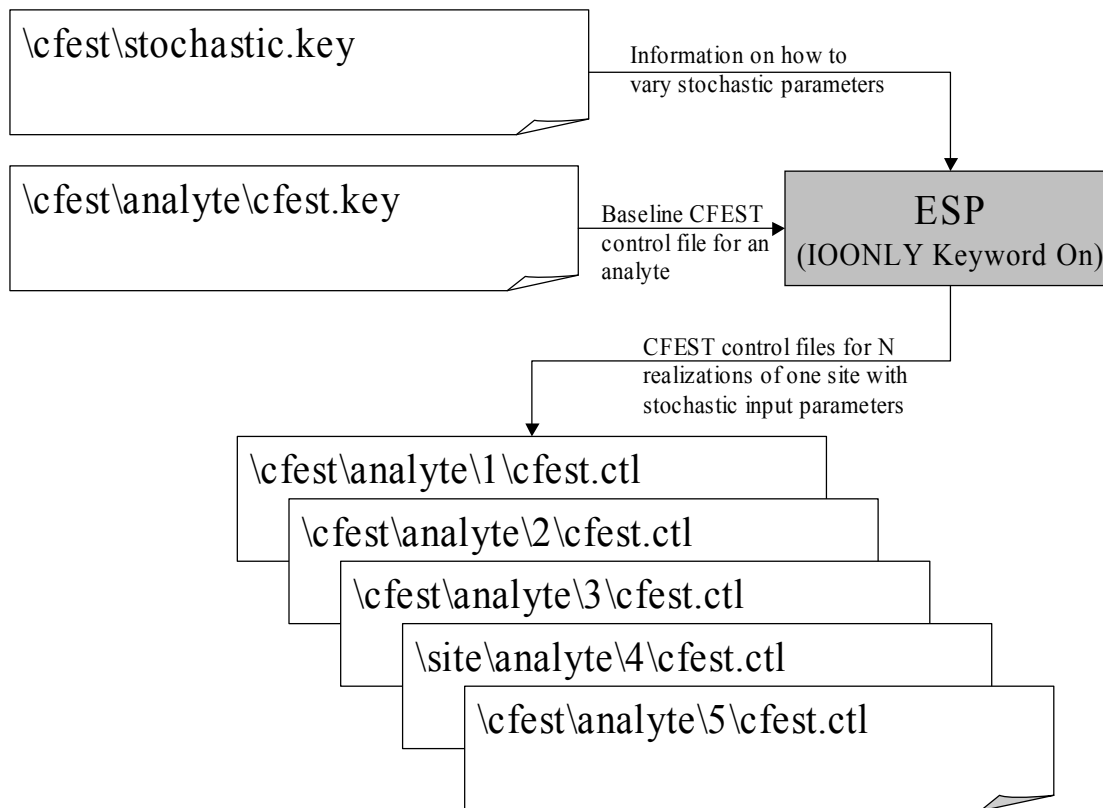 \cfest\stochastic.key
Information on how to
vary stochastic parameters
\cfest\analyte\cfest.key
Baseline CFEST
control file for an
analyte
ESP
(IOONLY Keyword On)
CFEST control files for N
realizations of one site with
stochastic input parameters
\cfest\analyte\1\cfest.ctl
\cfest\analyte\2\cfest.ctl
\cfest\analyte\3\cfest.ctl
\site\analyte\4\cfest.ctl
\cfest\analyte\5\cfest.ctl